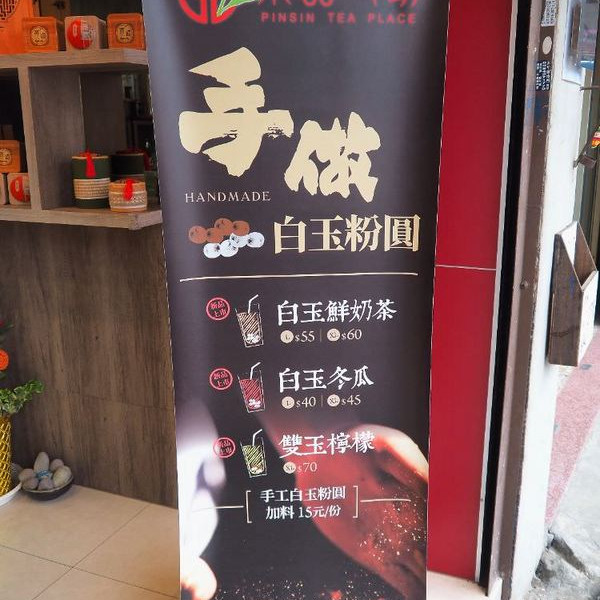 PINSIN TEA PLACE
手做
HANDMADE
白玉粉圓
新品上市
白玉鮮奶茶
L $55 | XL $60
新品上市
白玉冬瓜
L $40 | XL $45
新品上市
雙玉檸檬
XL $70
手工白玉粉圓
加料 15元/份